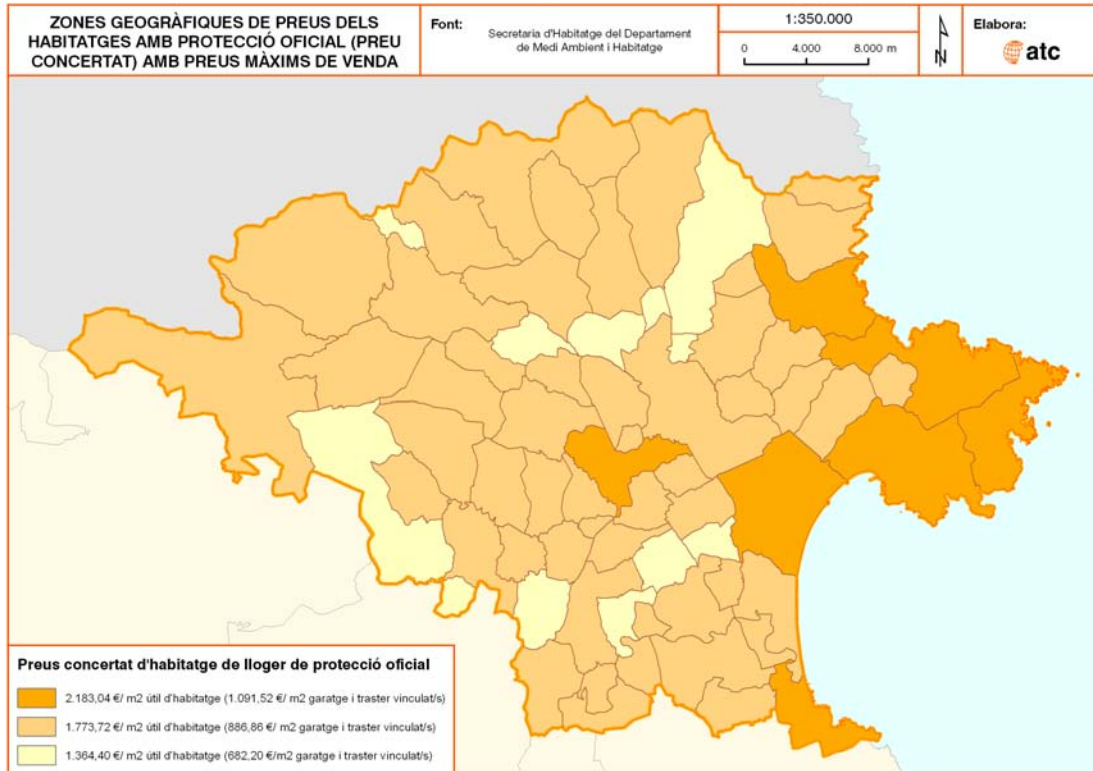 ZONES GEOGRÀFIQUES DE PREUS DELS
HABITATGES AMB PROTECCIÓ OFICIAL (PREU
CONCERTAT) AMB PREUS MÀXIMS DE VENDA
Font:
Secretaria d'Habitatge del Departament
de Medi Ambient i Habitatge
1:350.000
0 4.000 8.000 m
N
Elabora:
atc
Preus concertat d'habitatge de lloguer de protecció oficial
2.183,04 €/ m2 útil d'habitatge (1.091,52 €/ m2 garatge i traster vinculat/s)
1.773,72 €/ m2 útil d'habitatge (886,86 €/ m2 garatge i traster vinculat/s)
1.364,40 €/ m2 útil d'habitatge (682,20 €/m2 garatge i traster vinculat/s)